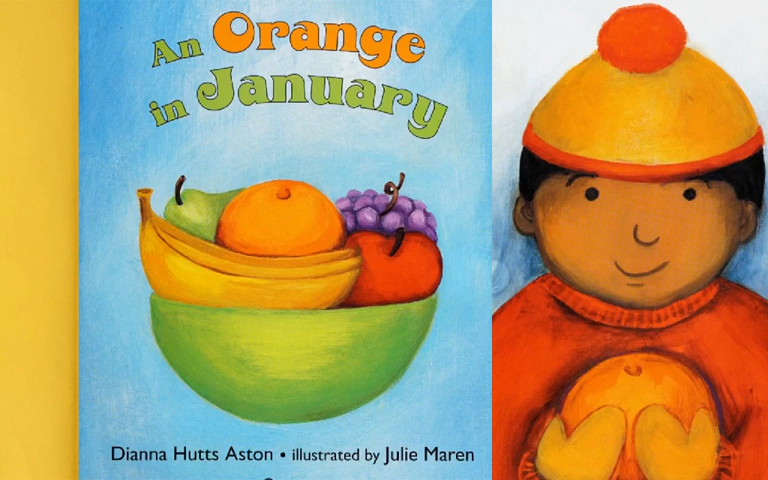 An Orange
in January
Dianna Hutts Aston • illustrated by Julie Maren